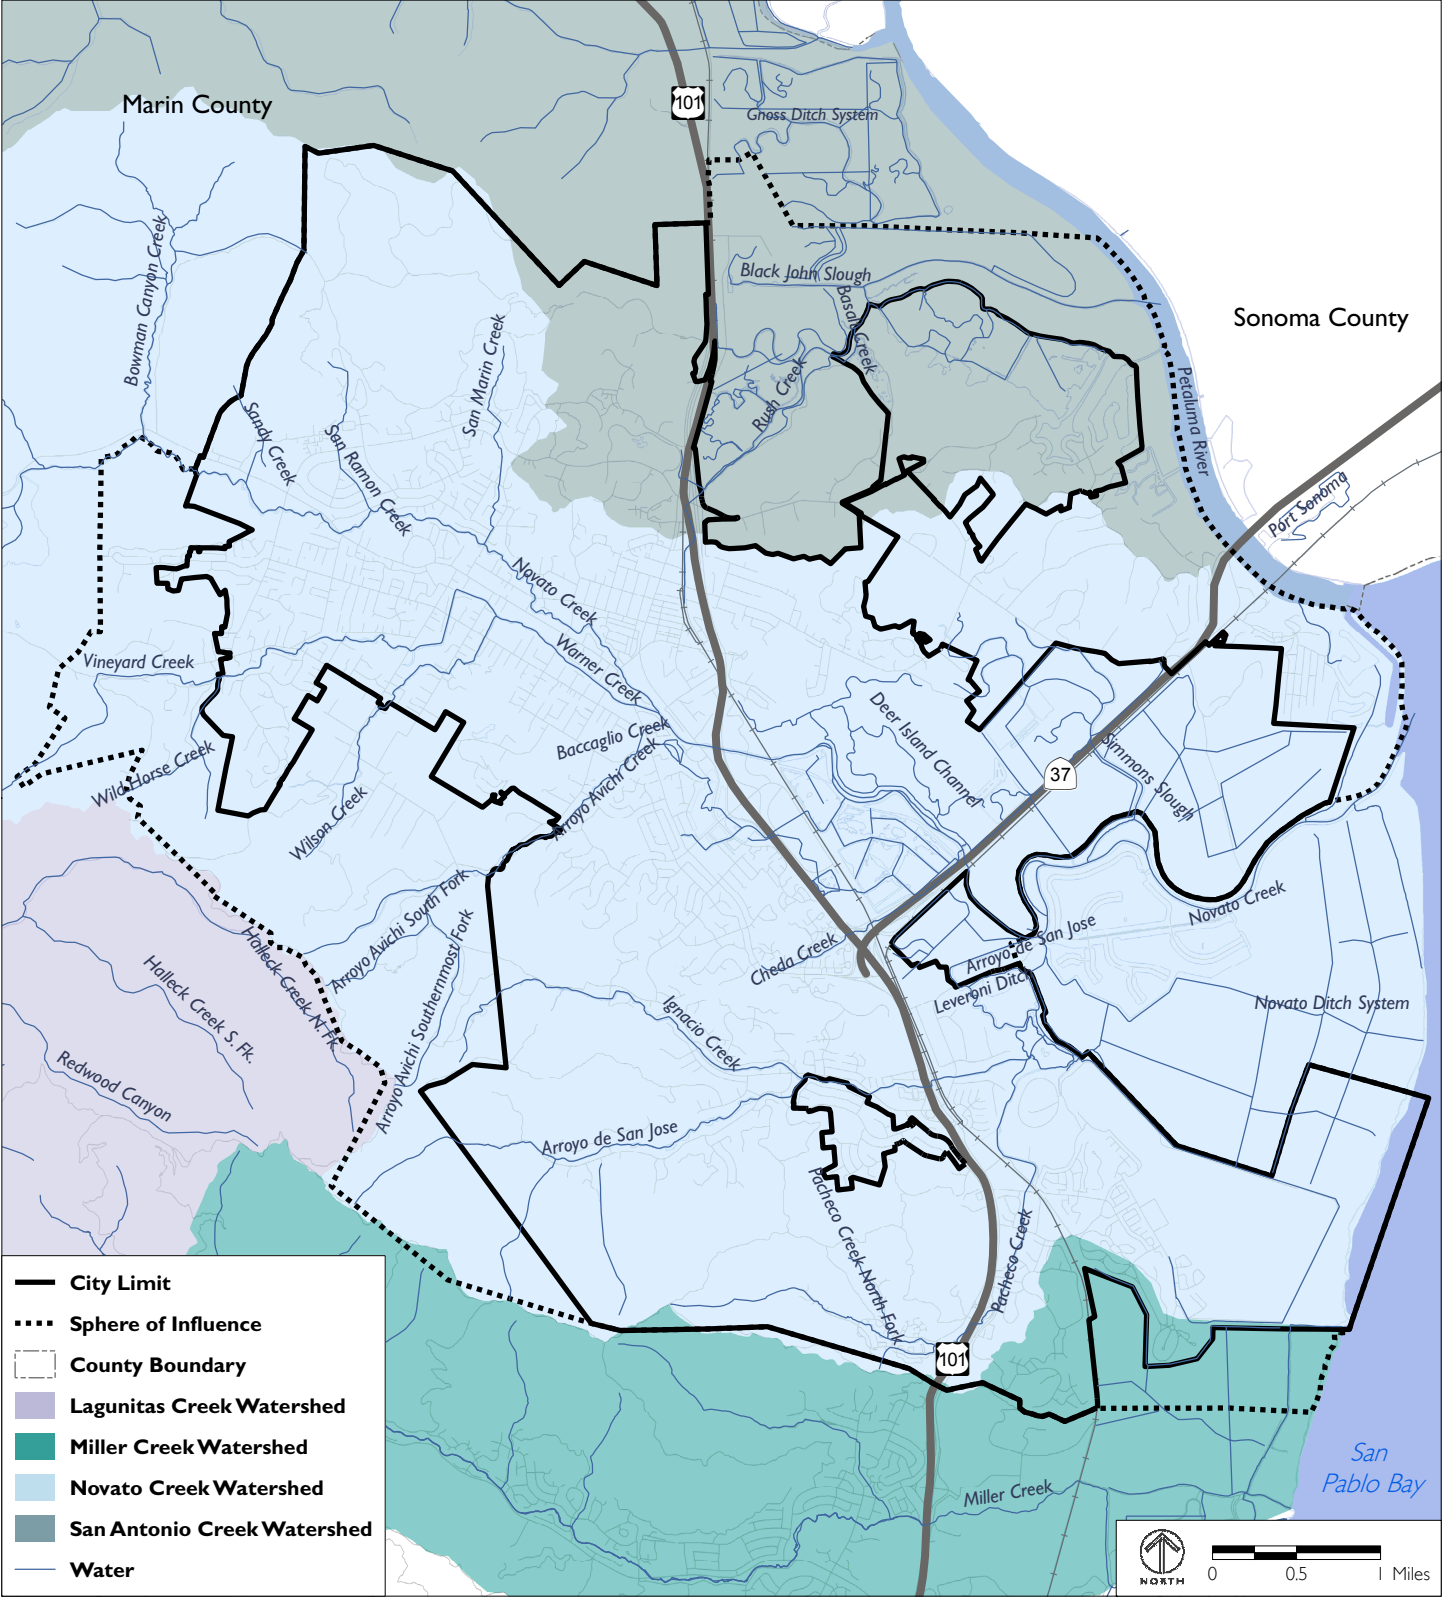 Marin County
101
Gnoss Ditch System
Bowman Canyon Creek
Black John Slough
Basalt Creek
Sonoma County
San Marin Creek
Rush Creek
Petaluma River
Sandy Creek
San Ramon Creek
Port Sonoma
Novato Creek
Warner Creek
Vineyard Creek
Deer Island Channel
Baccaglio Creek
Wild Horse Creek
Arroyo Avichi Creek
37
Simmons Slough
Wilson Creek
Arroyo Avichi South Fork
Novato Creek
Arroyo de San Jose
Cheda Creek
Leveroni Ditch
Halleck Creek N. Fk.
Halleck Creek S. Fk.
Arroyo Avichi Southernmost Fork
Ignacio Creek
Novato Ditch System
Redwood Canyon
Arroyo de San Jose
Pacheco Creek North Fork
Pacheco Creek
101
Miller Creek
San
Pablo Bay
City Limit
Sphere of Influence
County Boundary
Lagunitas Creek Watershed
Miller Creek Watershed
Novato Creek Watershed
San Antonio Creek Watershed
Water
NORTH
0 0.5 1 Miles